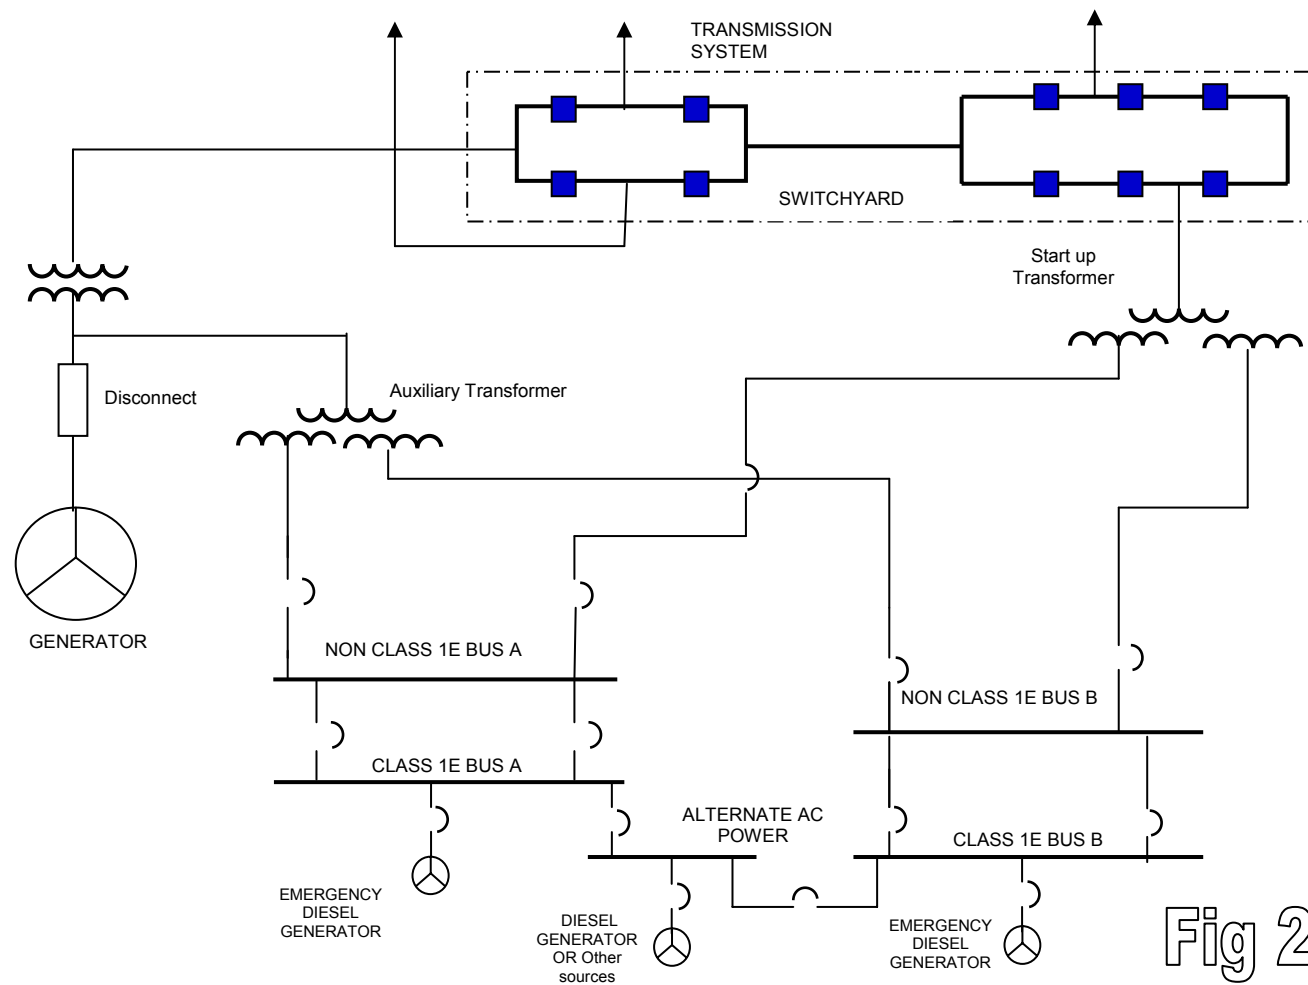 TRANSMISSION
SYSTEM
SWITCHYARD
Start up
Transformer
Disconnect
Auxiliary Transformer
GENERATOR
NON CLASS 1E BUS A
NON CLASS 1E BUS B
CLASS 1E BUS A
ALTERNATE AC
POWER
CLASS 1E BUS B
EMERGENCY
DIESEL
GENERATOR
DIESEL
GENERATOR
OR Other
sources
EMERGENCY
DIESEL
GENERATOR
Fig 2